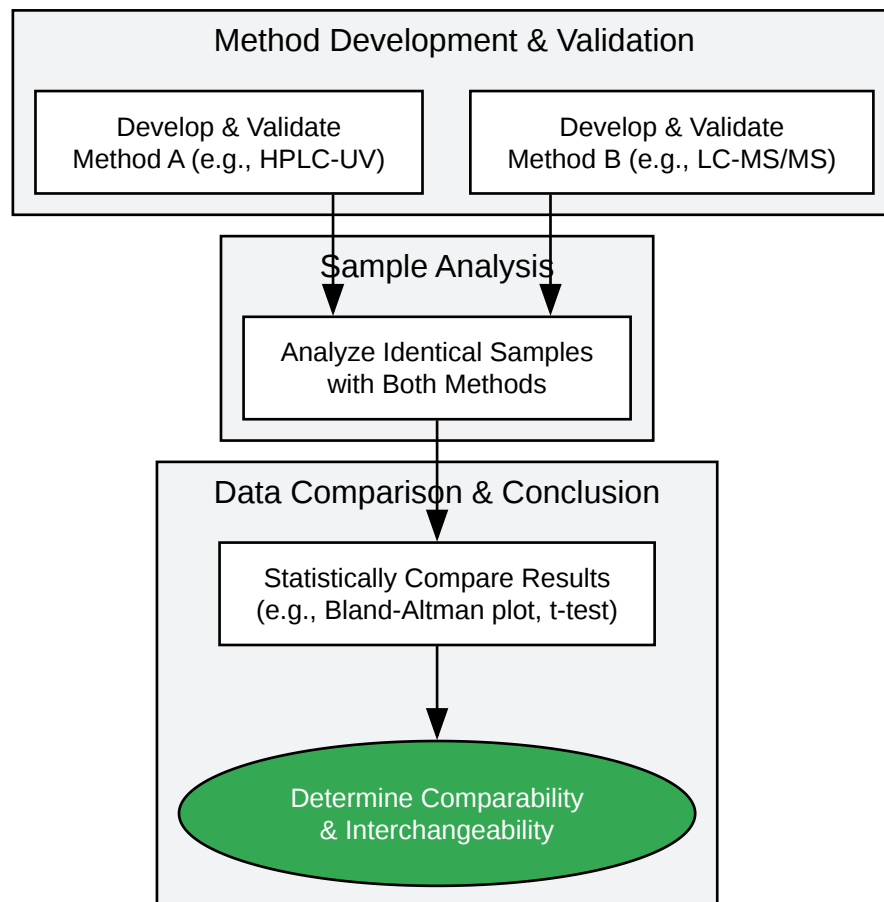 Method Development & Validation
Develop & Validate
Method A (e.g., HPLC-UV)
Develop & Validate
Method B (e.g., LC-MS/MS)
Sample Analysis
Analyze Identical Samples
with Both Methods
Data Comparison & Conclusion
Statistically Compare Results
(e.g., Bland-Altman plot, t-test)
Determine Comparability
& Interchangeability